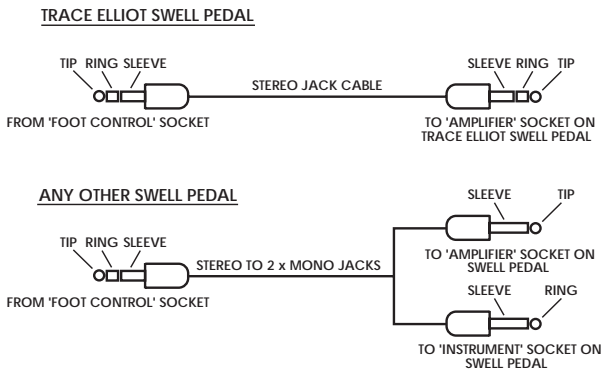 TRACE ELLIOT SWELL PEDAL
TIP RING SLEEVE
SLEEVE RING TIP
STEREO JACK CABLE
FROM 'FOOT CONTROL' SOCKET
TO 'AMPLIFIER' SOCKET ON
TRACE ELLIOT SWELL PEDAL
ANY OTHER SWELL PEDAL
SLEEVE TIP
TIP RING SLEEVE
STEREO TO 2 x MONO JACKS
TO 'AMPLIFIER' SOCKET ON
SWELL PEDAL
FROM 'FOOT CONTROL' SOCKET
SLEEVE RING
TO 'INSTRUMENT' SOCKET ON
SWELL PEDAL